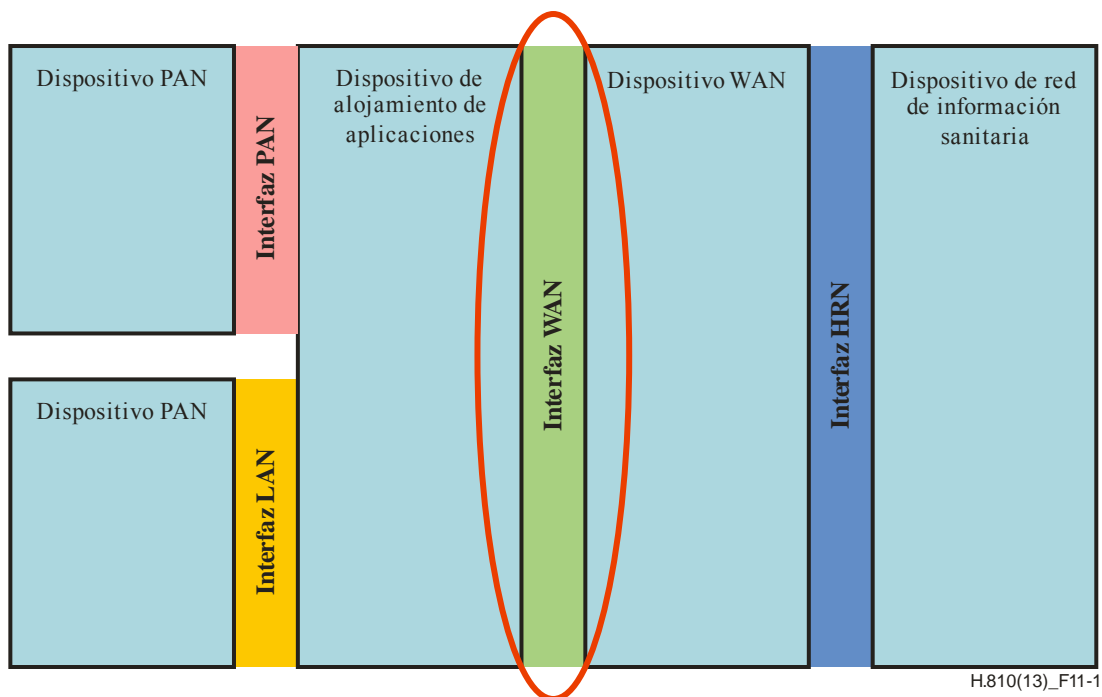 Dispositivo PAN
Interfaz PAN
Dispositivo de
alojamiento de
aplicaciones
Interfaz WAN
Dispositivo WAN
Interfaz HRN
Dispositivo de red
de información
sanitaria
Dispositivo PAN
Interfaz LAN
H.810(13)_F11-1